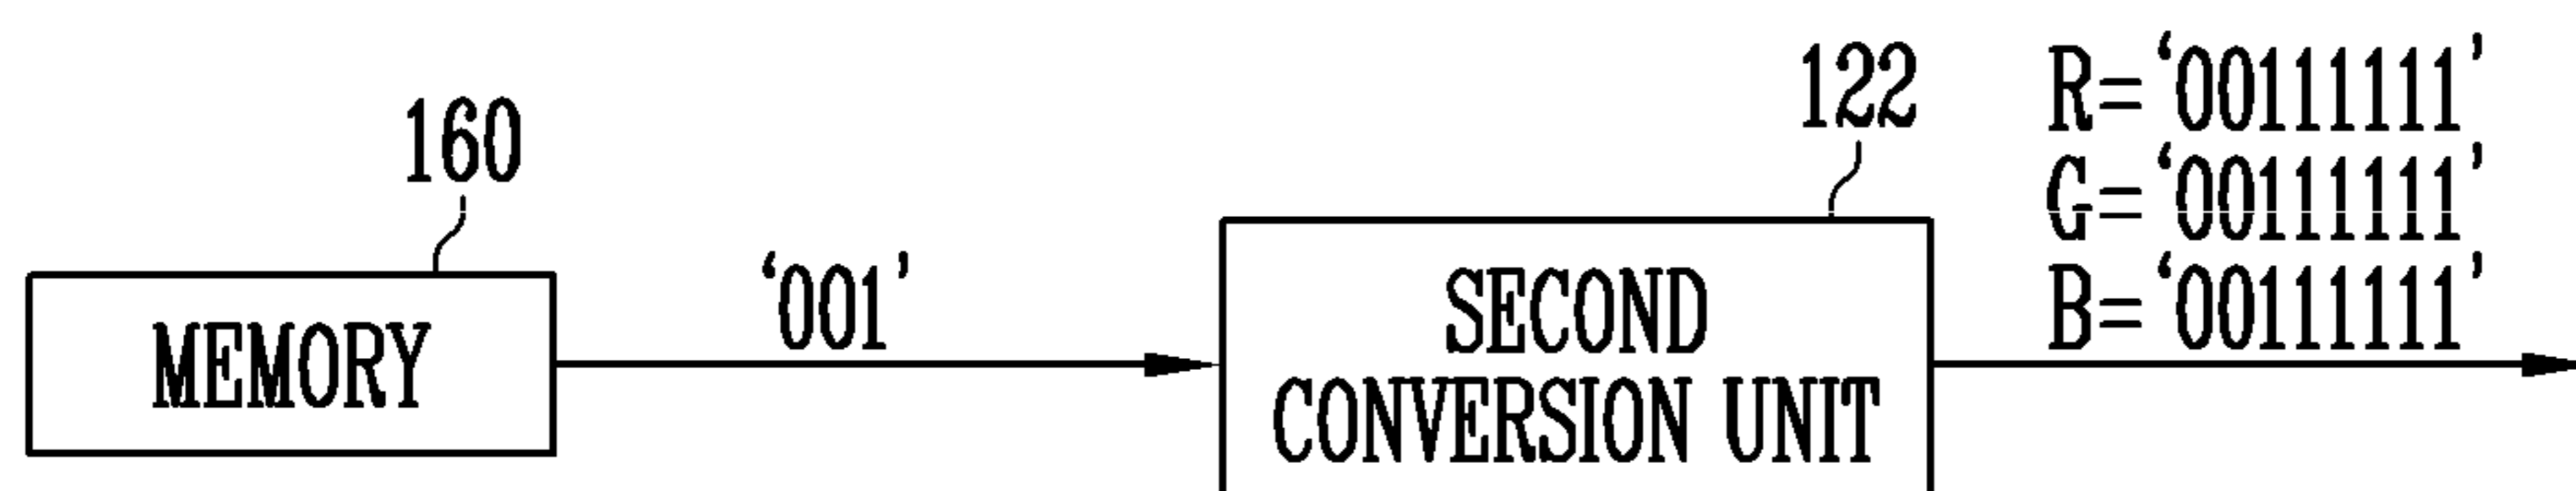 160
MEMORY
‘001’
122
SECOND
CONVERSION UNIT
R=‘00111111’
G=‘00111111’
B=‘00111111’